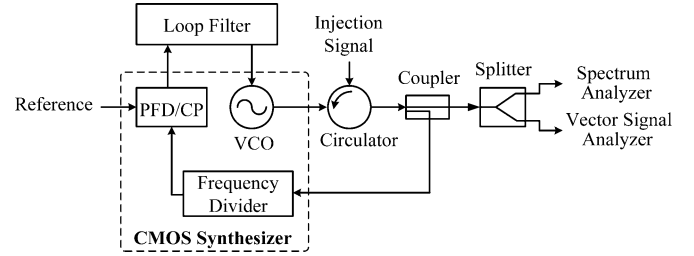 Loop Filter
Injection
Signal
Coupler
Splitter
Spectrum
Analyzer
Reference
PFD/CP
VCO
Circulator
Vector Signal
Analyzer
Frequency
Divider
CMOS Synthesizer